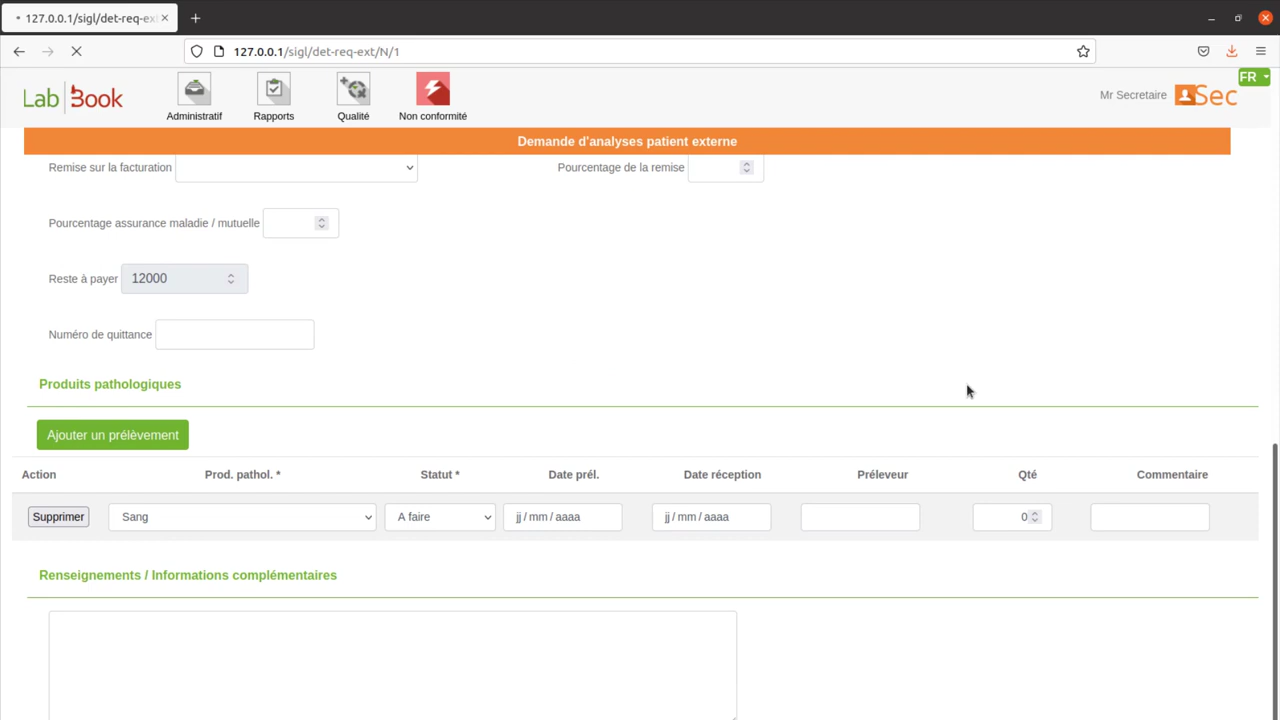 127.0.0.1/sigl/det-req-ex
127.0.0.1/sigl/det-req-ext/N/1
Lab Book
Administratif
Rapports
Qualité
Non conformité
Mr Secretaire
Sec
FR
Demande d'analyses patient externe
Remise sur la facturation
Pourcentage de la remise
Pourcentage assurance maladie / mutuelle
Reste à payer 12000
Numéro de quittance
Produits pathologiques
Ajouter un prélèvement
Action Prod. pathol. * Statut * Date prél. Date réception Préleveur Qté Commentaire
Supprimer Sang A faire jj / mm / aaaa jj / mm / aaaa 0
Renseignements / Informations complémentaires